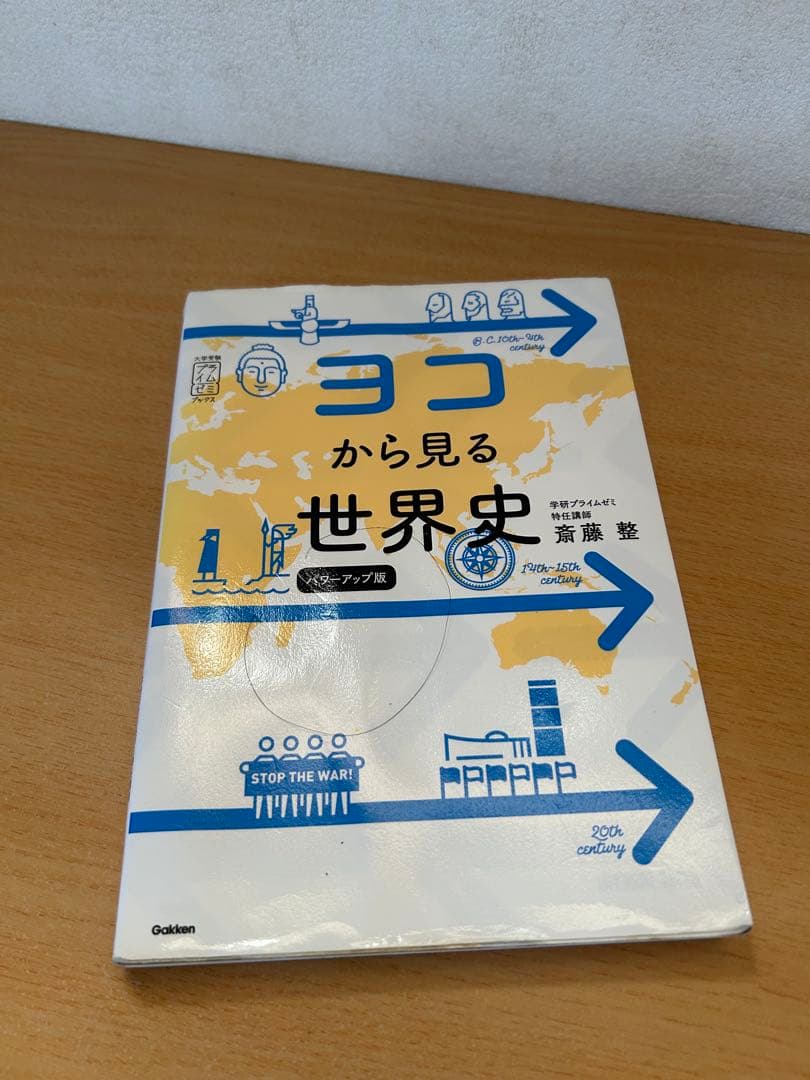 B.C.10th~4th
century
大学受験
プライムゼミ
ブックス
ヨコ
から見る
世界史
パワーアップ版
学研プライムゼミ
特任講師
斎藤 整
14th~15th
century
STOP THE WAR!
20th
century
Gakken